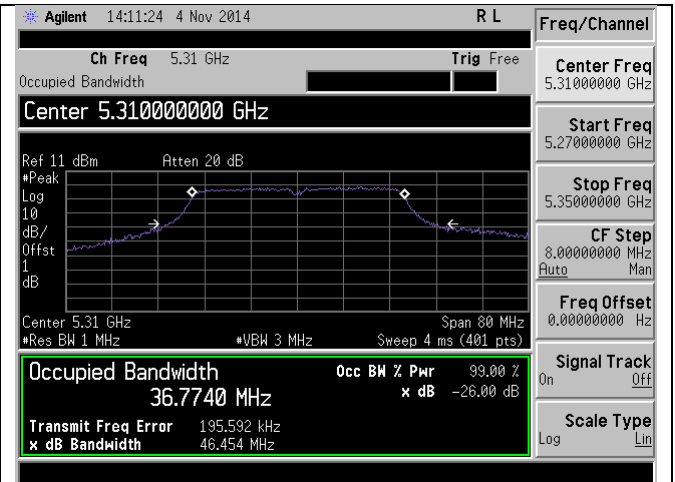 Agilent 14:11:24 4 Nov 2014 R L
Ch Freq 5.31 GHz Trig Free
Occupied Bandwidth
Center 5.310000000 GHz
Ref 11 dBm Atten 20 dB
#Peak
Log
10
dB/
Offst
1
dB
Center 5.31 GHz Span 80 MHz
#Res BW 1 MHz #VBW 3 MHz Sweep 4 ms (401 pts)
Occupied Bandwidth Occ BW % Pwr 99.00 %
36.7740 MHz x dB -26.00 dB
Transmit Freq Error 195.592 kHz
x dB Bandwidth 46.454 MHz
Freq/Channel
Center Freq
5.31000000 GHz
Start Freq
5.27000000 GHz
Stop Freq
5.35000000 GHz
CF Step
8.00000000 MHz
Auto Man
Freq Offset
0.00000000 Hz
Signal Track
On Off
Scale Type
Log Lin